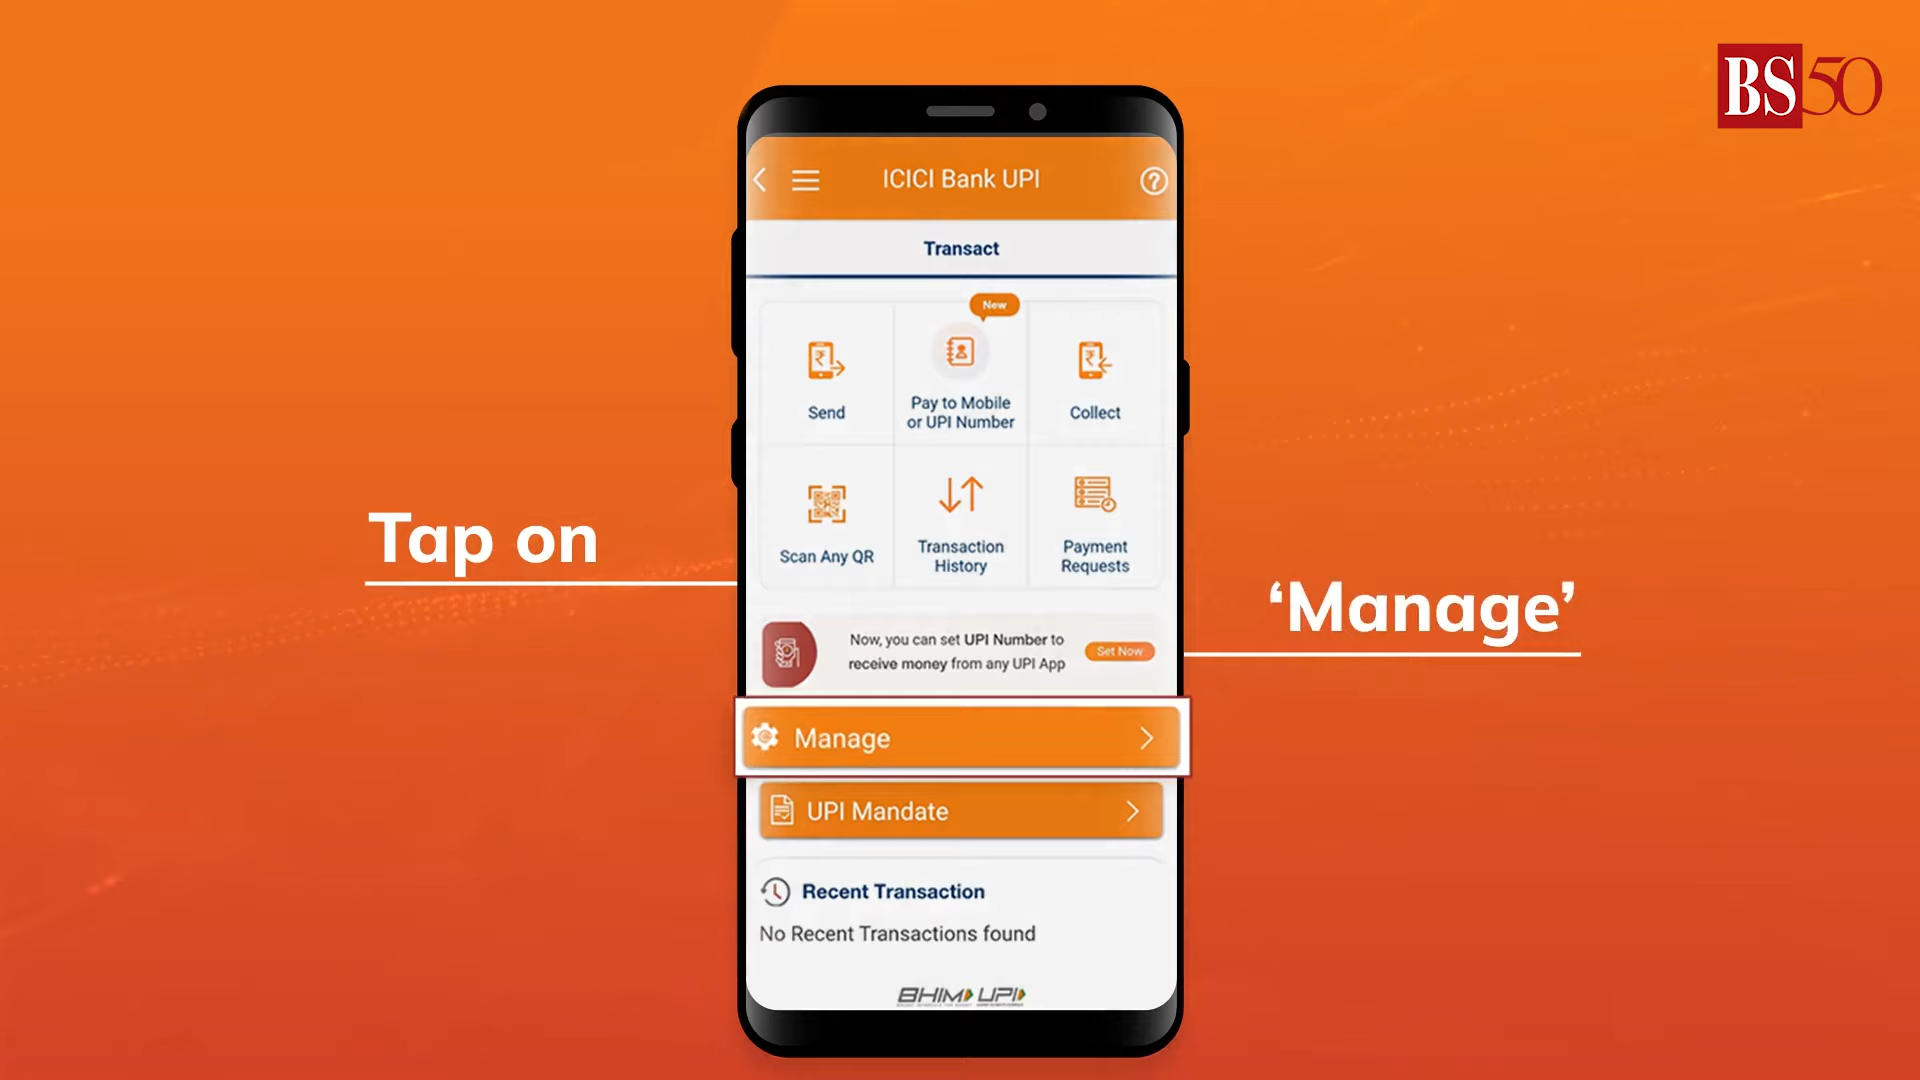 BS50
ICICI Bank UPI
Transact
New
Send
Pay to Mobile
or UPI Number
Collect
Scan Any QR
Transaction
History
Payment
Requests
Tap on
‘Manage’
Now, you can set UPI Number to
receive money from any UPI App
Set Now
Manage
UPI Mandate
Recent Transaction
No Recent Transactions found
BHIM UPI